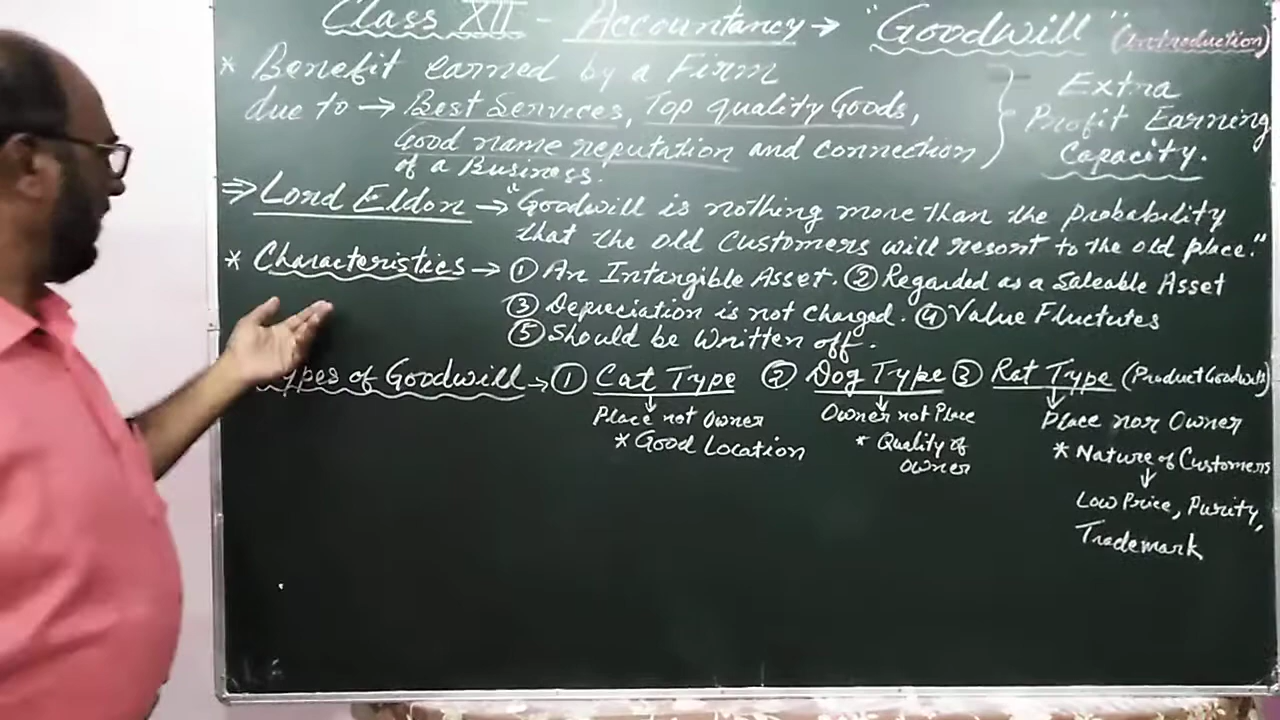 Class XII - Accountancy → "Goodwill" (Introduction)
* Benefit earned by a Firm
due to → Best Services, Top quality Goods,
Good name reputation and connection
of a Business.
Extra
Profit Earning
Capacity.
⇒ Lord Eldon → "Goodwill is nothing more than the probability
that the old customers will resort to the old place."
* Characteristics → ① An Intangible Asset. ② Regarded as a Saleable Asset
③ Depreciation is not charged. ④ Value Fluctutes
⑤ Should be written off.
Types of Goodwill → ① Cat Type ② Dog Type ③ Rat Type (Product Goodwill)
↓
Place not Owner
* Good Location
↓
Owner not Place
* Quality of
Owner
↓
Place nor Owner
* Nature of Customers
↓
Low Price, Purity,
Trademark